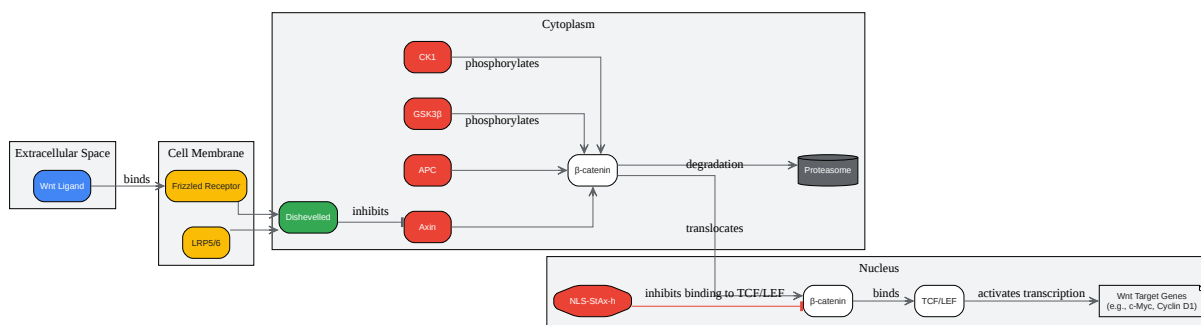 Cytoplasm
CK1
phosphorylates
GSK3β
phosphorylates
Extracellular Space
Cell Membrane
APC
β-catenin
degradation
Proteasome
Wnt Ligand
binds
Frizzled Receptor
Dishevelled
inhibits
Axin
LRP5/6
translocates
Nucleus
NLS-StAx-h
inhibits binding to TCF/LEF
β-catenin
binds
TCF/LEF
activates transcription
Wnt Target Genes
(e.g., c-Myc, Cyclin D1)